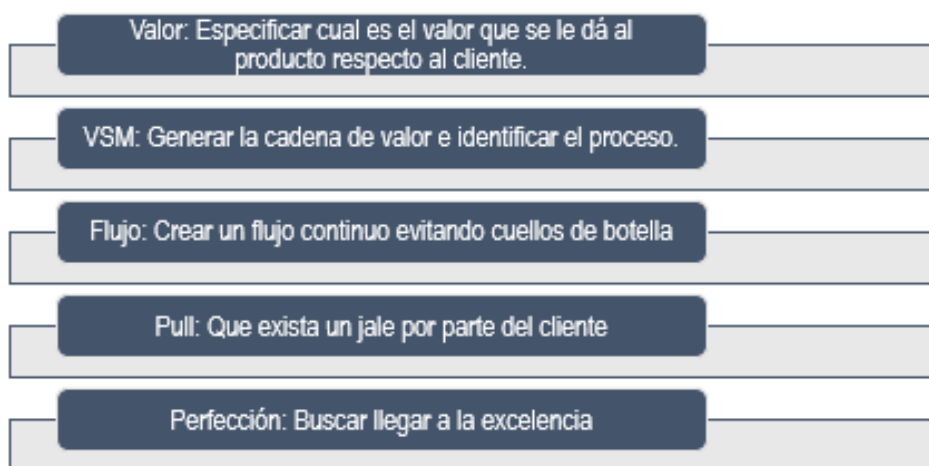 Valor: Especificar cual es el valor que se le dá al
producto respecto al cliente.
VSM: Generar la cadena de valor e identificar el proceso.
Flujo: Crear un flujo continuo evitando cuellos de botella
Pull: Que exista un jale por parte del cliente
Perfección: Buscar llegar a la excelencia